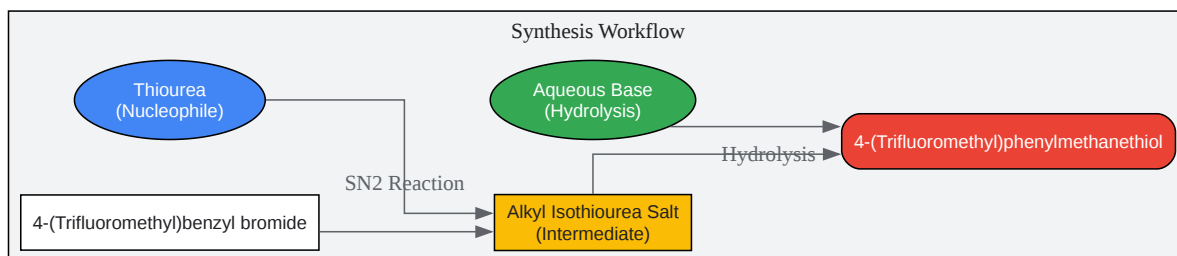 Synthesis Workflow
Thiourea
(Nucleophile)
Aqueous Base
(Hydrolysis)
4-(Trifluoromethyl)phenylmethanethiol
Hydrolysis
SN2 Reaction
4-(Trifluoromethyl)benzyl bromide
Alkyl Isothiourea Salt
(Intermediate)